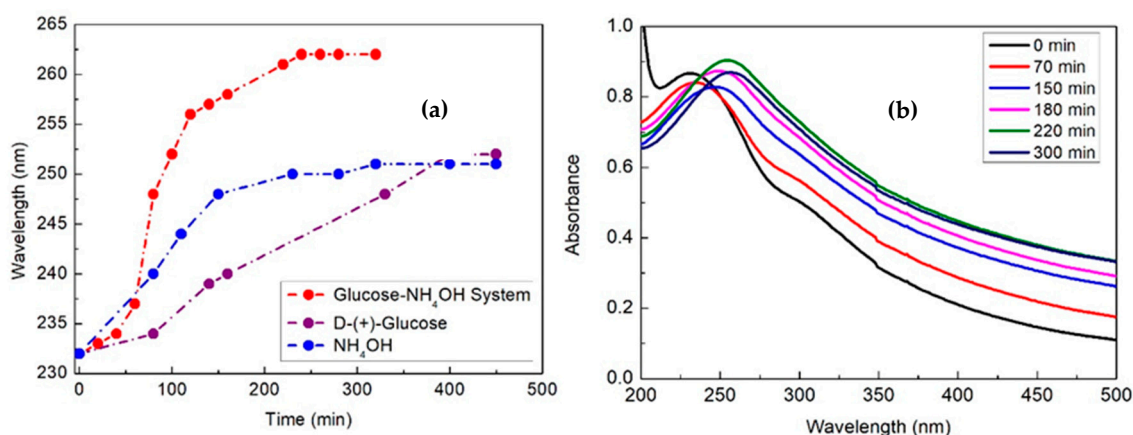 265
260
255
250
245
240
235
230
Wavelength (nm)
0 100 200 300 400 500
Time (min)
(a)
Glucose-NH4OH System
D-(+)-Glucose
NH4OH
1.0
0.8
0.6
0.4
0.2
0.0
Absorbance
200 250 300 350 400 450 500
Wavelength (nm)
(b)
0 min
70 min
150 min
180 min
220 min
300 min